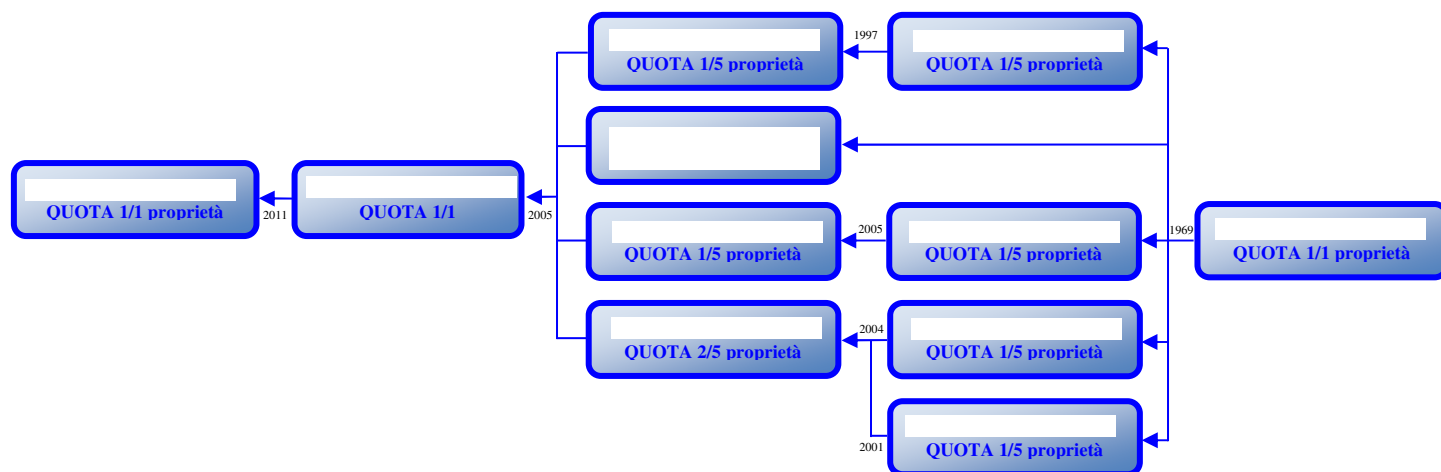 1997
QUOTA 1/5 proprietà
QUOTA 1/5 proprietà
QUOTA 1/1 proprietà
2011
QUOTA 1/1
2005
QUOTA 1/5 proprietà
2005
QUOTA 1/5 proprietà
1969
QUOTA 1/1 proprietà
QUOTA 2/5 proprietà
2004
QUOTA 1/5 proprietà
2001
QUOTA 1/5 proprietà